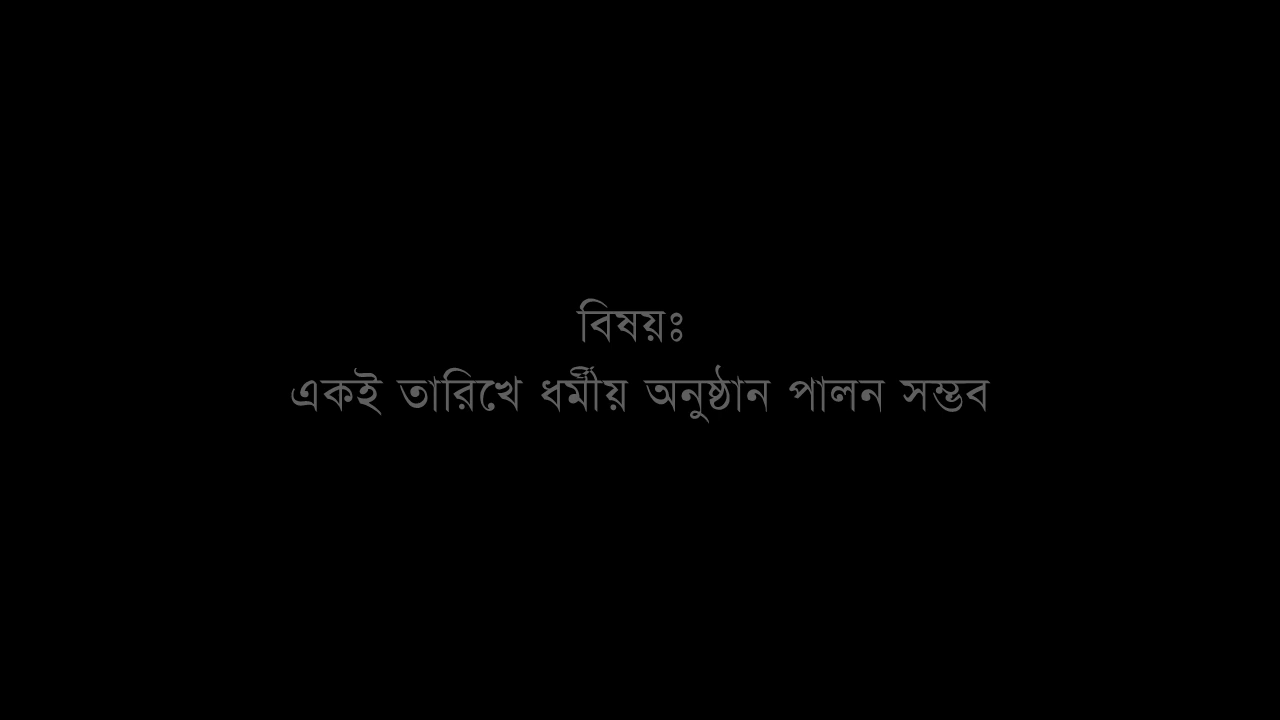 বিষয়ঃ
একই তারিখে ধর্মীয় অনুষ্ঠান পালন সম্ভব